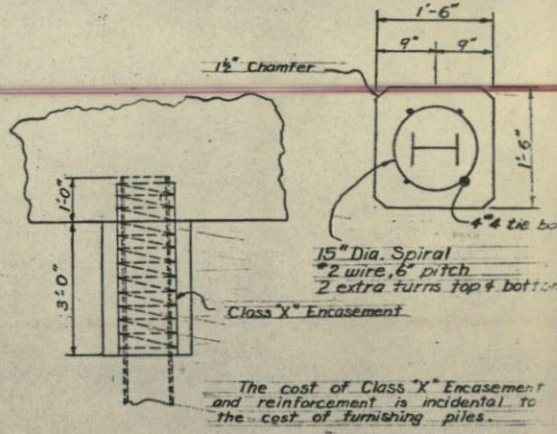 1'-6"
9" 9"
1½" Chamfer
1'-6"
1'-0"
3'-0"
4 #4 tie ba
15" Dia. Spiral
#2 wire, 6" pitch
2 extra turns top & bottom
Class "X" Encasement
The cost of Class "X" Encasement
and reinforcement is incidental to
the cost of furnishing piles.